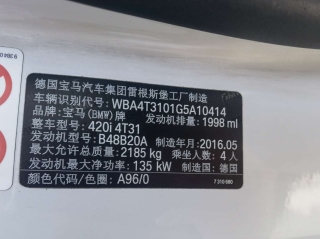 德国宝马汽车集团雷根斯堡工厂制造
车辆识别代号: WBA4T3101G5A10414
品牌: 宝马(BMW)牌 发动机排量: 1998 ml
整车型号: 420i 4T31
发动机型号: B48B20A 制造年月: 2016.05
最大允许总质量: 2185 kg 乘坐人数: 4 人
发动机最大净功率: 135 kW 制造国: 德国
颜色代码/色圈: A96/0
7 310 680